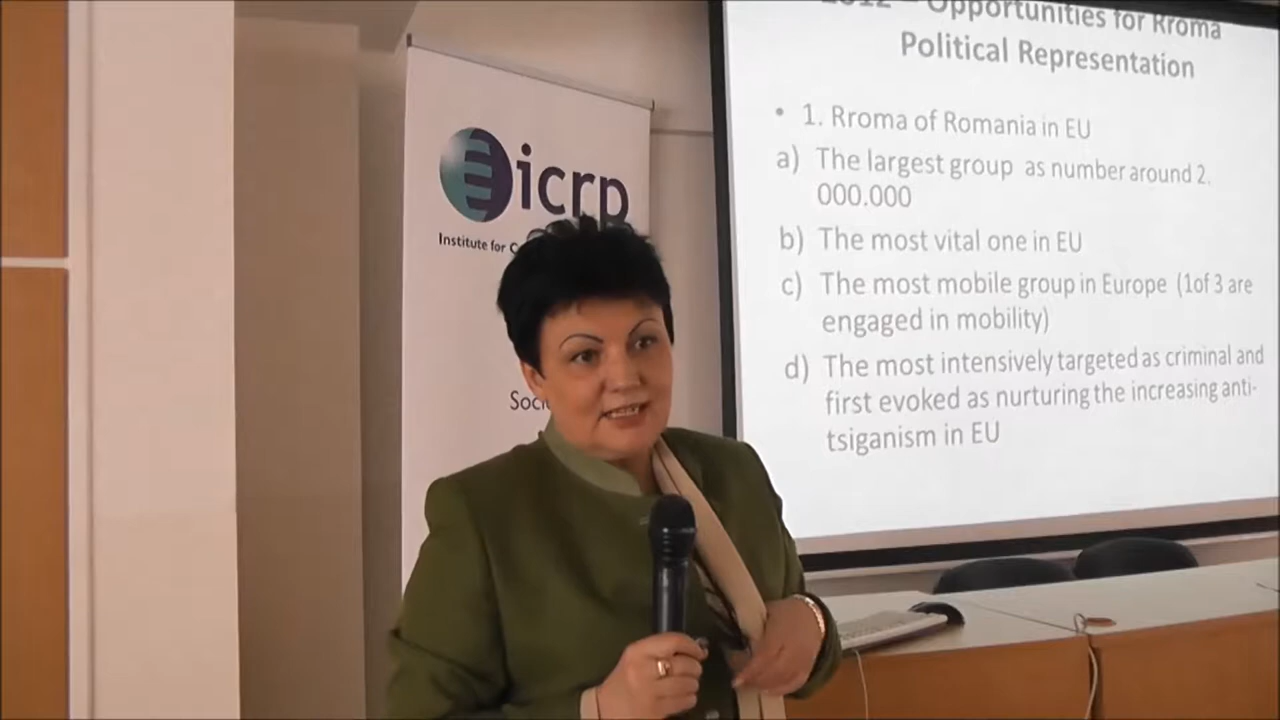 icrp
Institute for C
Soci
2012 – Opportunities for Rroma
Political Representation
• 1. Rroma of Romania in EU
a) The largest group as number around 2.
000.000
b) The most vital one in EU
c) The most mobile group in Europe (1of 3 are
engaged in mobility)
d) The most intensively targeted as criminal and
first evoked as nurturing the increasing anti-
tsiganism in EU